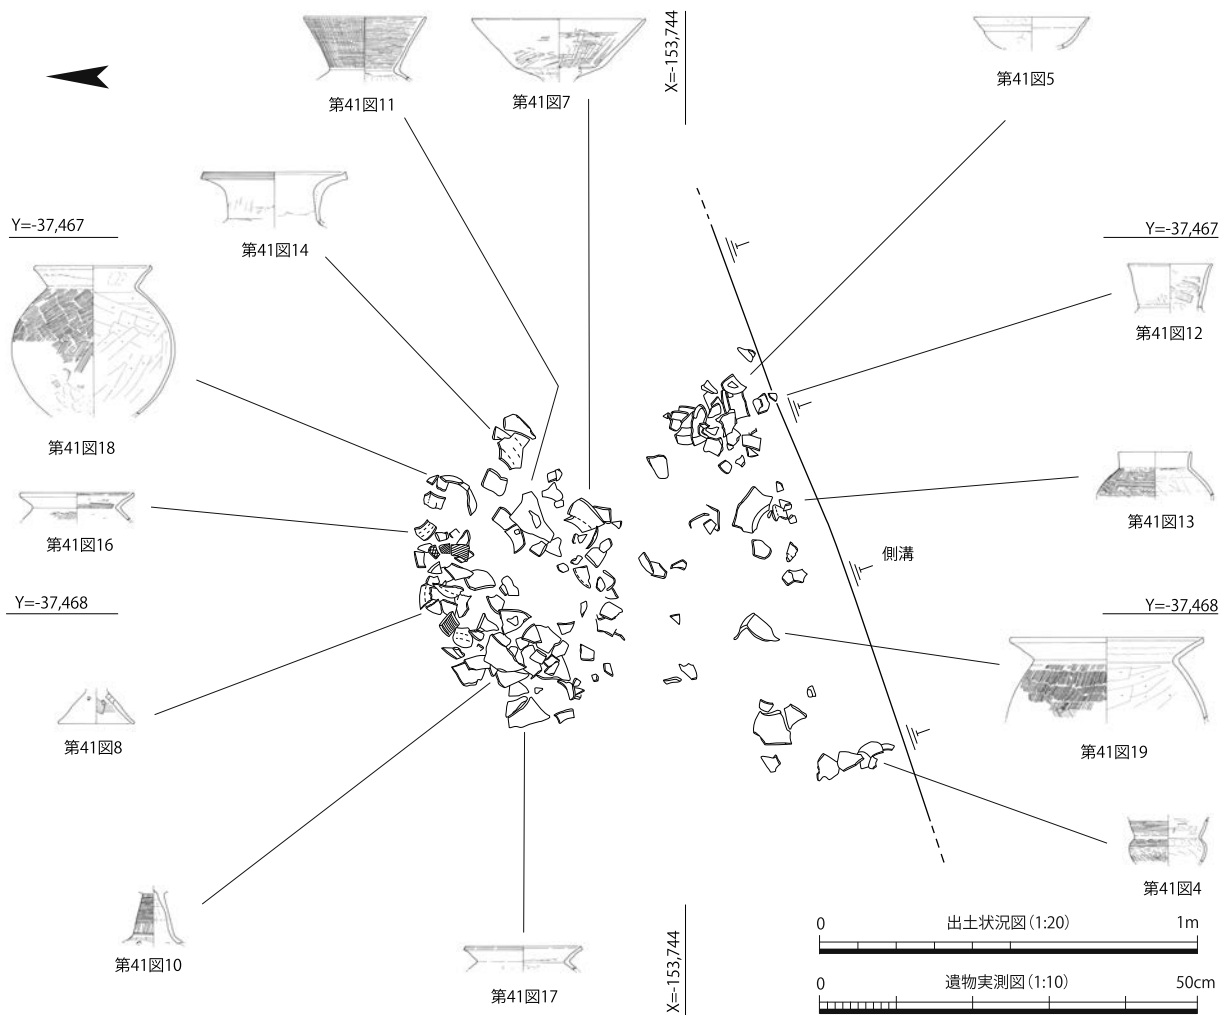 第41図11
第41図7
X=-153,744
第41図5
第41図14
Y=-37,467
Y=-37,467
第41図18
第41図12
第41図16
第41図13
側溝
Y=-37,468
Y=-37,468
第41図8
第41図19
第41図4
第41図10
第41図17
X=-153,744
0 出土状況図(1:20) 1m
0 遺物実測図(1:10) 50cm